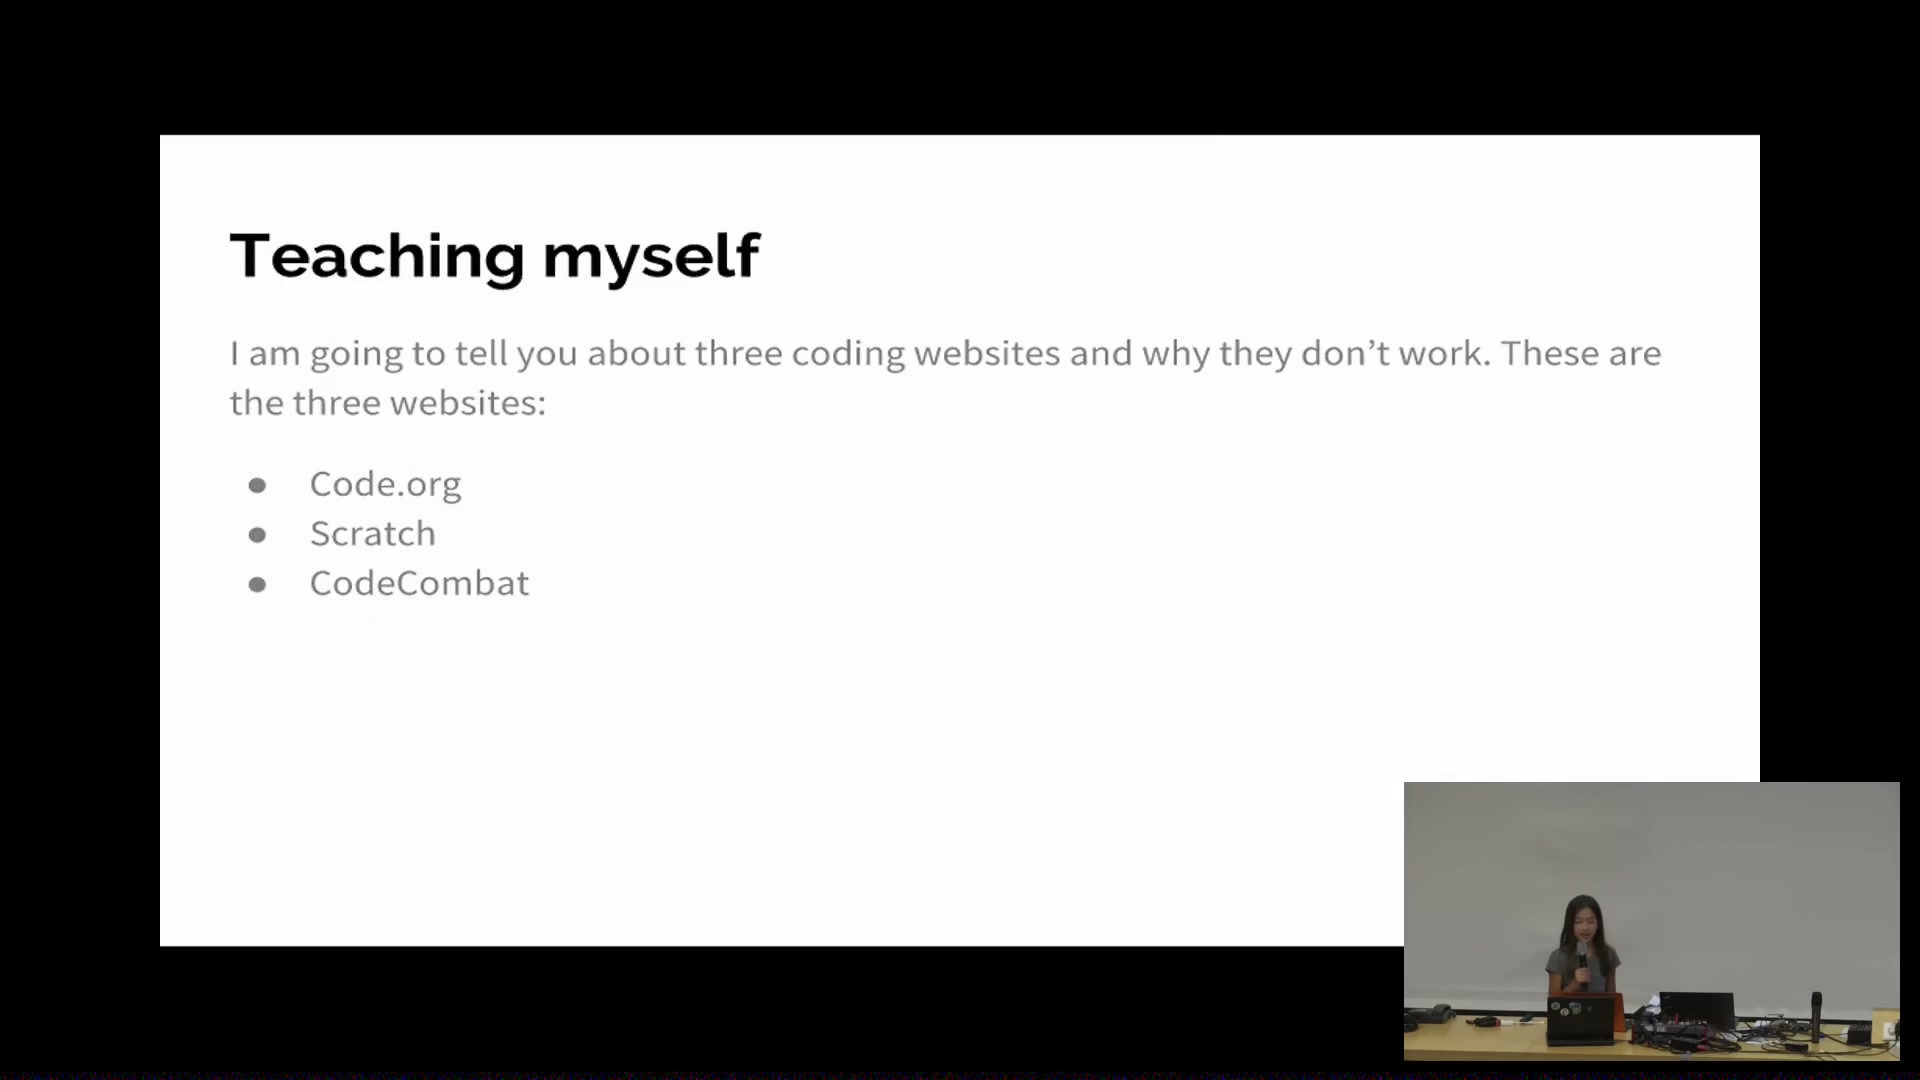 Teaching myself
I am going to tell you about three coding websites and why they don’t work. These are
the three websites:
● Code.org
● Scratch
● CodeCombat